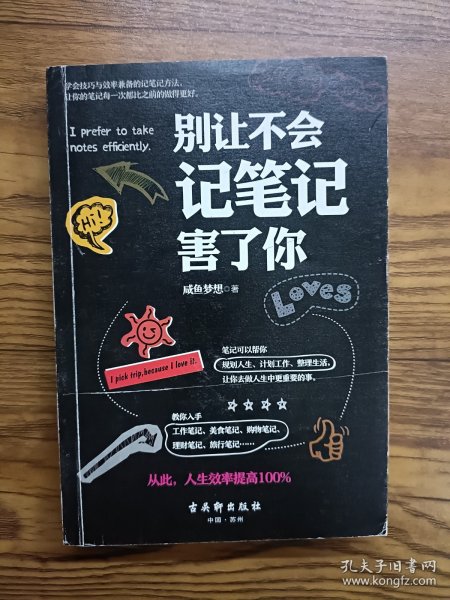 学会技巧与效率兼备的记笔记方法，
让你的笔记每一次都比之前的做得更好。
I prefer to take
notes efficiently.
别让不会
记笔记
害了你
咸鱼梦想◎著
Loves
I pick trip,because I love it.
笔记可以帮你
规划人生、计划工作、整理生活，
让你去做人生中更重要的事。
教你入手
工作笔记、美食笔记、购物笔记、
理财笔记、旅行笔记……
从此，人生效率提高100%
古吴轩出版社
中国·苏州
孔夫子旧书网
www.kongfz.com